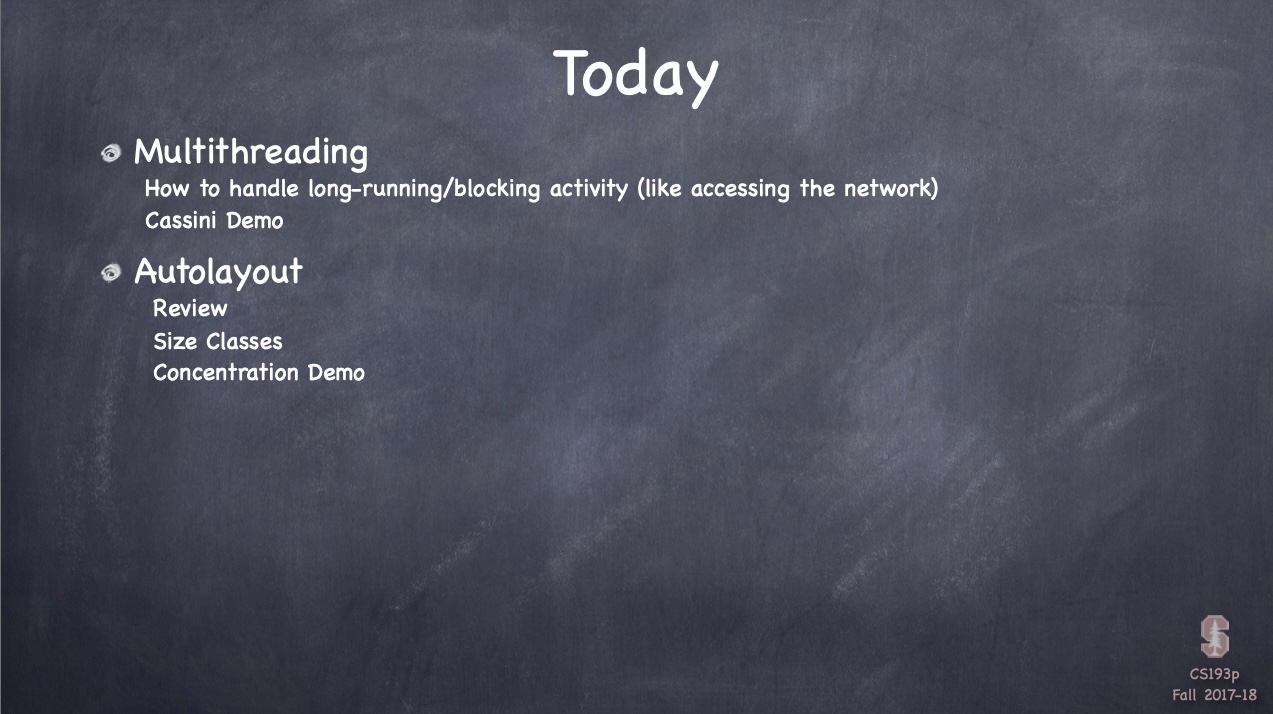 Today
Multithreading
How to handle long-running/blocking activity (like accessing the network)
Cassini Demo
Autolayout
Review
Size Classes
Concentration Demo
S
CS193p
Fall 2017-18